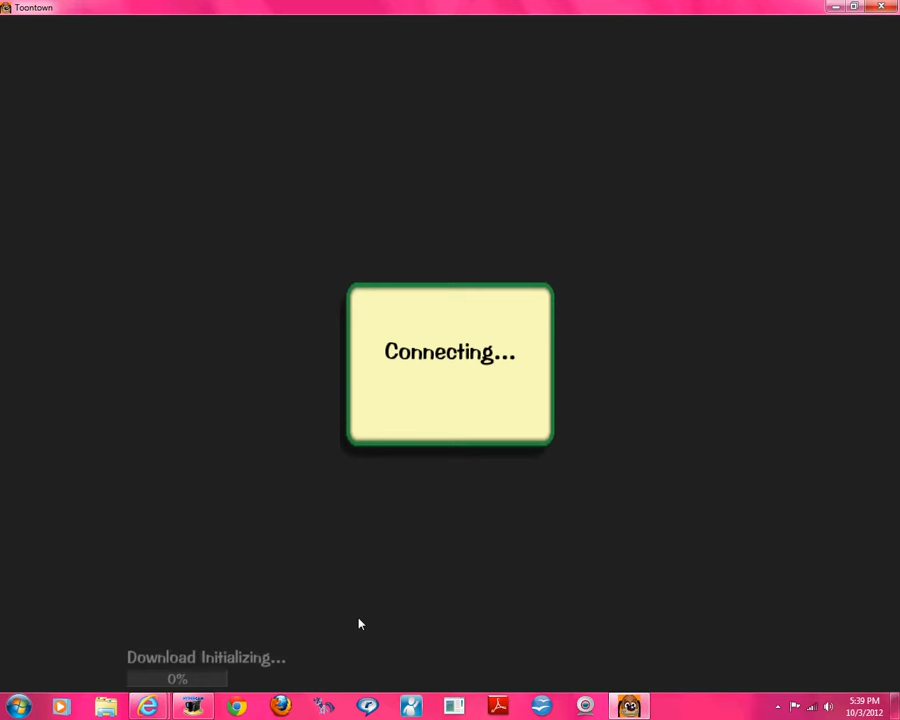 Toontown
Connecting...
Download Initializing...
0%
5:39 PM
10/3/2012